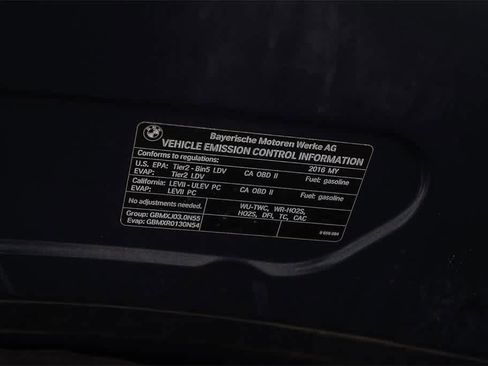 Bayerische Motoren Werke AG
VEHICLE EMISSION CONTROL INFORMATION
Conforms to regulations: 2016 MY
U.S. EPA: Tier2 - Bin5 LDV CA OBD II Fuel: gasoline
EVAP: Tier2 LDV
California: LEVII - ULEV PC CA OBD II Fuel: gasoline
EVAP: LEVII PC
No adjustments needed. WU-TWC, WR-HO2S,
HO2S, DFI, TC, CAC
Group: GBMXJ03.0N55
Evap: GBMXR0130N54